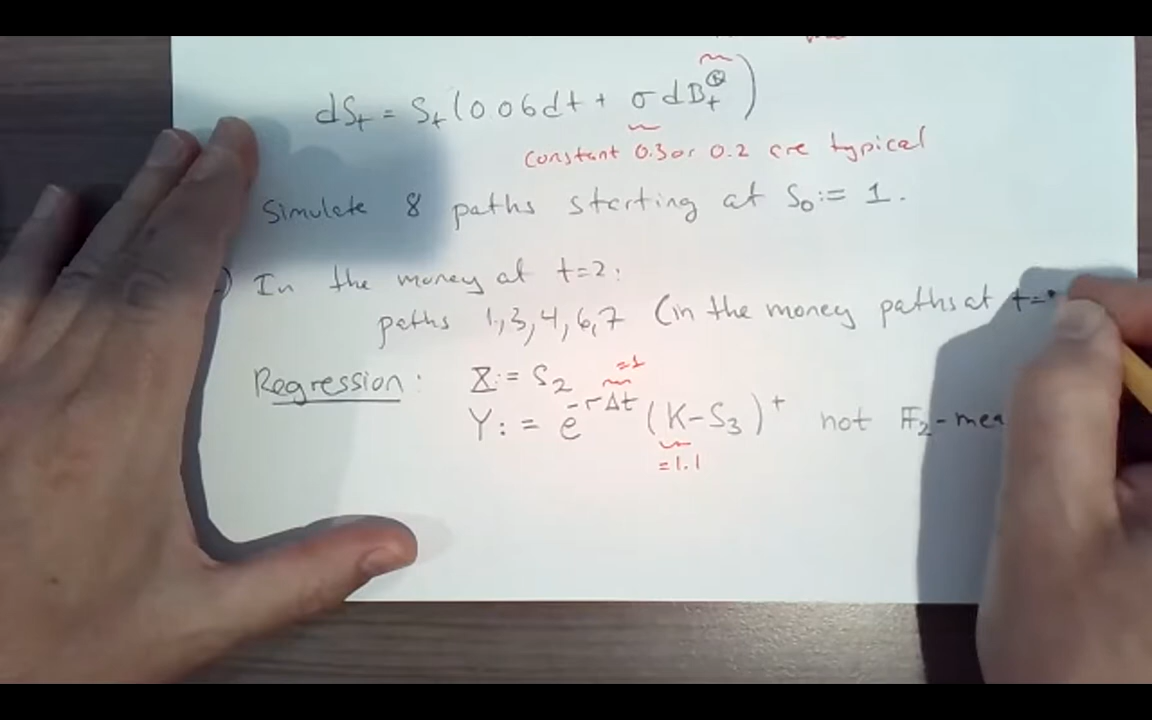 dS_t = S_t (0.06dt + σ dB_t^Ⓠ)
constant 0.3 or 0.2 are typical
Simulate 8 paths starting at S_0 := 1.
) In the money at t=2:
paths 1,3,4,6,7 (in the money paths at t=
Regression: X := S_2
=1
Y := e^{-rΔt} (K-S_3)^+ not F_2-mea
=1.1